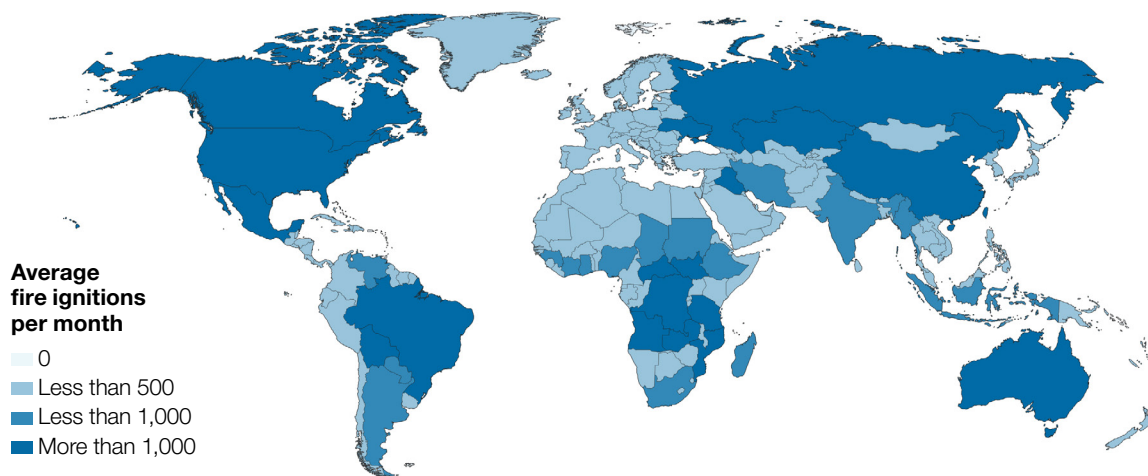 Average
fire ignitions
per month
0
Less than 500
Less than 1,000
More than 1,000